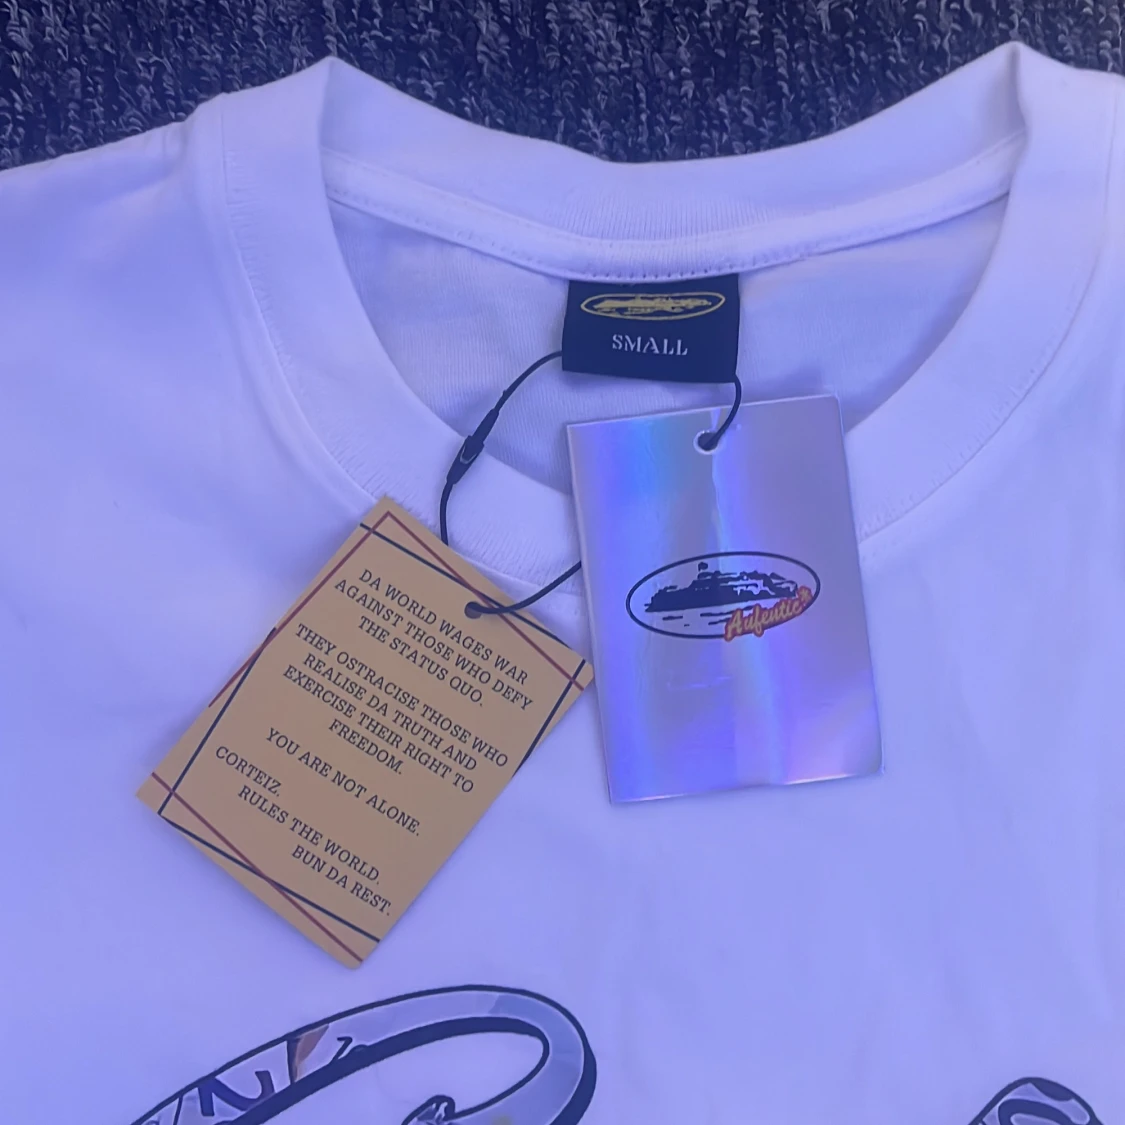 SMALL
Aufentic
DA WORLD WAGES WAR
AGAINST THOSE WHO DEFY
THE STATUS QUO.
THEY OSTRACISE THOSE WHO
REALISE DA TRUTH AND
EXERCISE THEIR RIGHT TO
FREEDOM.
YOU ARE NOT ALONE.
CORTEIZ.
RULES THE WORLD.
BUN DA REST.